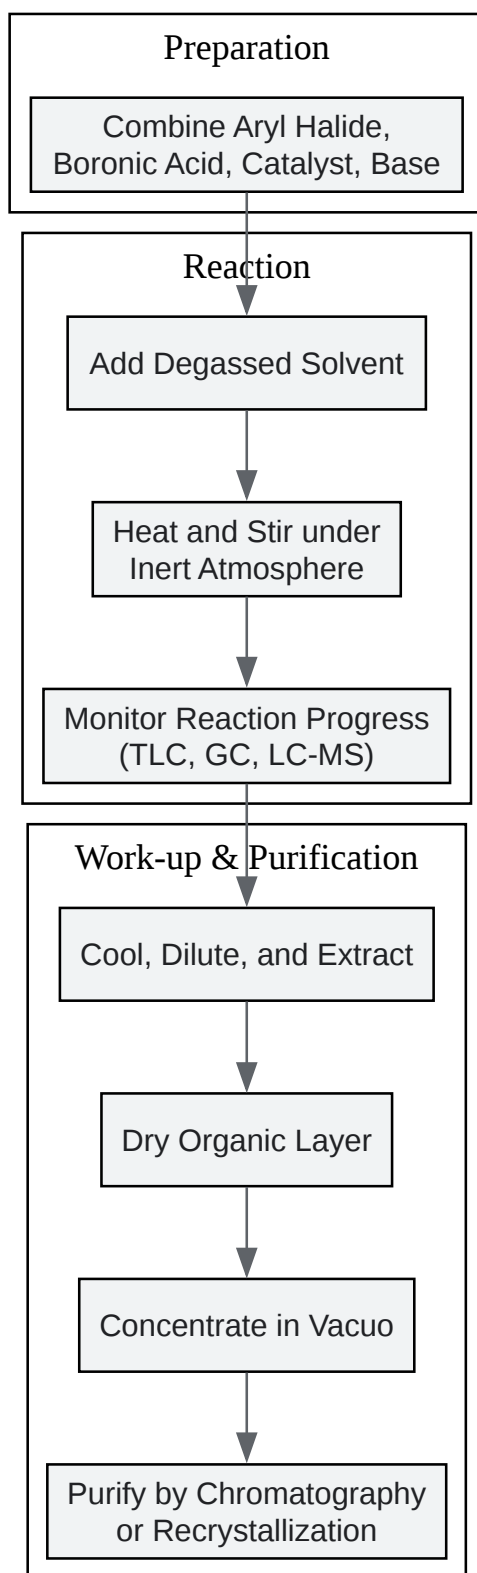 Preparation
Combine Aryl Halide,
Boronic Acid, Catalyst, Base
Reaction
Add Degassed Solvent
Heat and Stir under
Inert Atmosphere
Monitor Reaction Progress
(TLC, GC, LC-MS)
Work-up & Purification
Cool, Dilute, and Extract
Dry Organic Layer
Concentrate in Vacuo
Purify by Chromatography
or Recrystallization